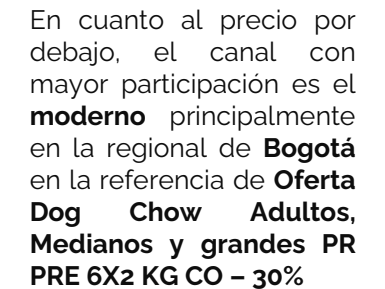 En cuanto al precio por
debajo, el canal con
mayor participación es el
moderno principalmente
en la regional de Bogotá
en la referencia de Oferta
Dog Chow Adultos,
Medianos y grandes PR
PRE 6X2 KG CO – 30%